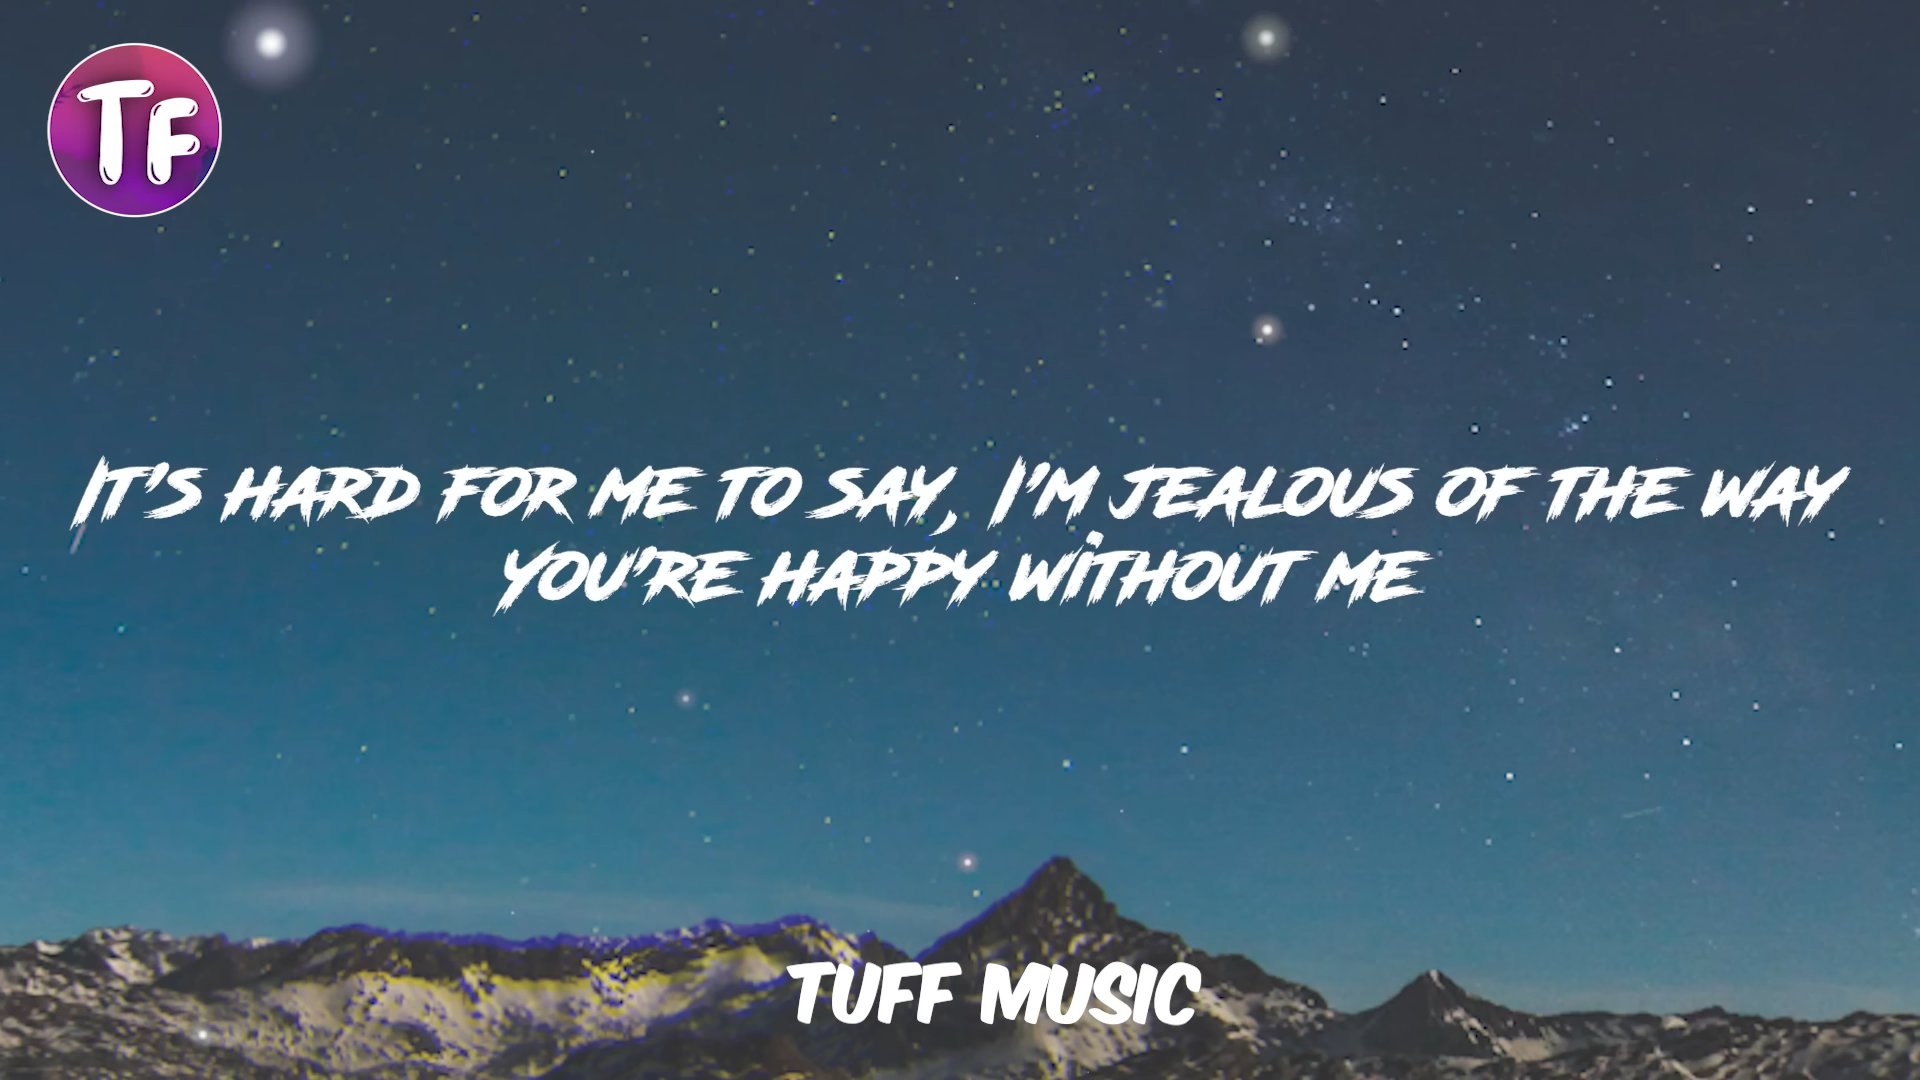 TF
It's hard for me to say, I'm jealous of the way
you're happy without me
TUFF MUSIC